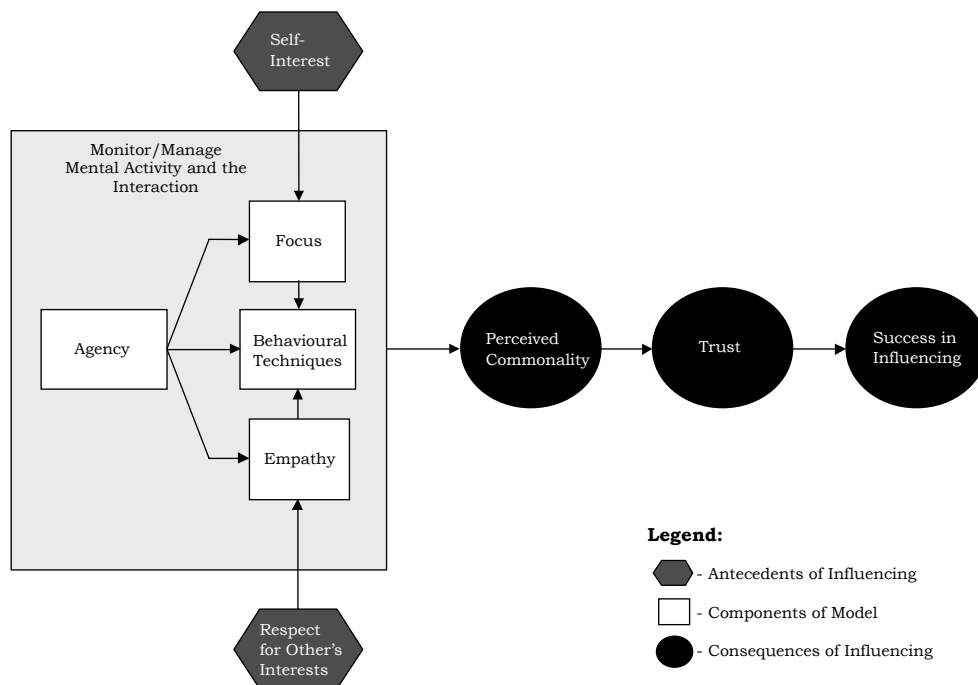 Self-
Interest
Monitor/Manage
Mental Activity and the
Interaction
Focus
Agency
Behavioural
Techniques
Empathy
Perceived
Commonality
Trust
Success in
Influencing
Respect
for Other's
Interests
Legend:
- Antecedents of Influencing
- Components of Model
- Consequences of Influencing